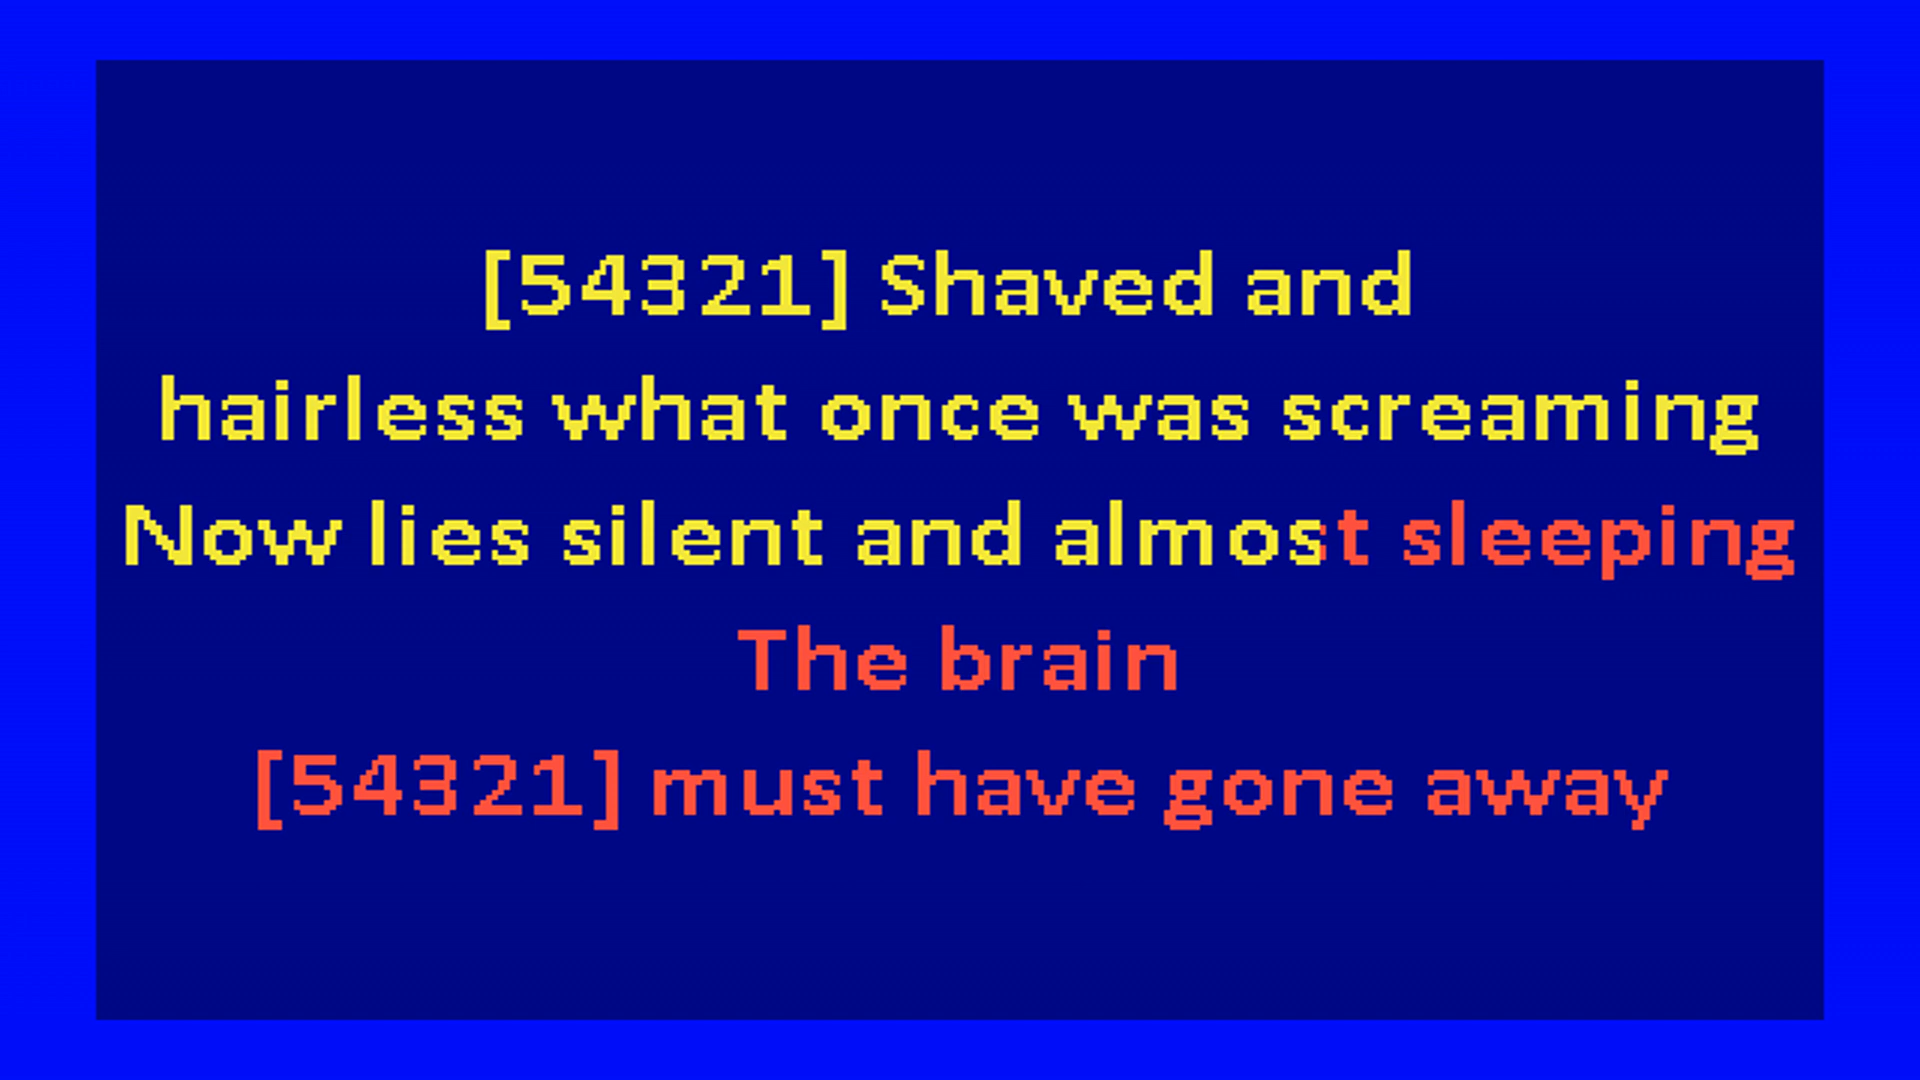 [54321] Shaved and
hairless what once was screaming
Now lies silent and almost sleeping
The brain
[54321] must have gone away